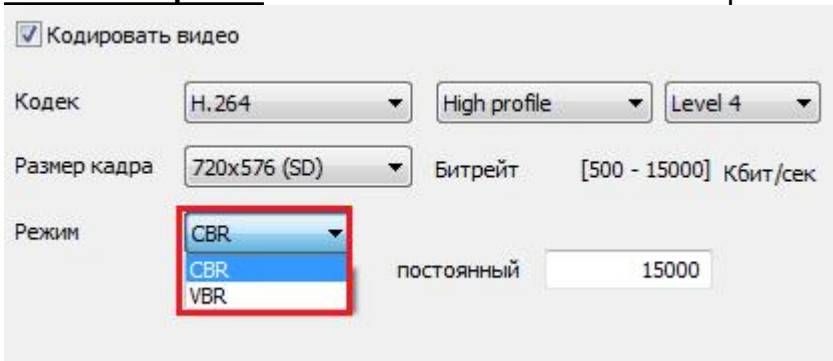 Кодировать видео
Кодек H.264 High profile Level 4
Размер кадра 720x576 (SD) Битрейт [500 - 15000] Кбит/сек
Режим CBR
CBR постоянный 15000
VBR